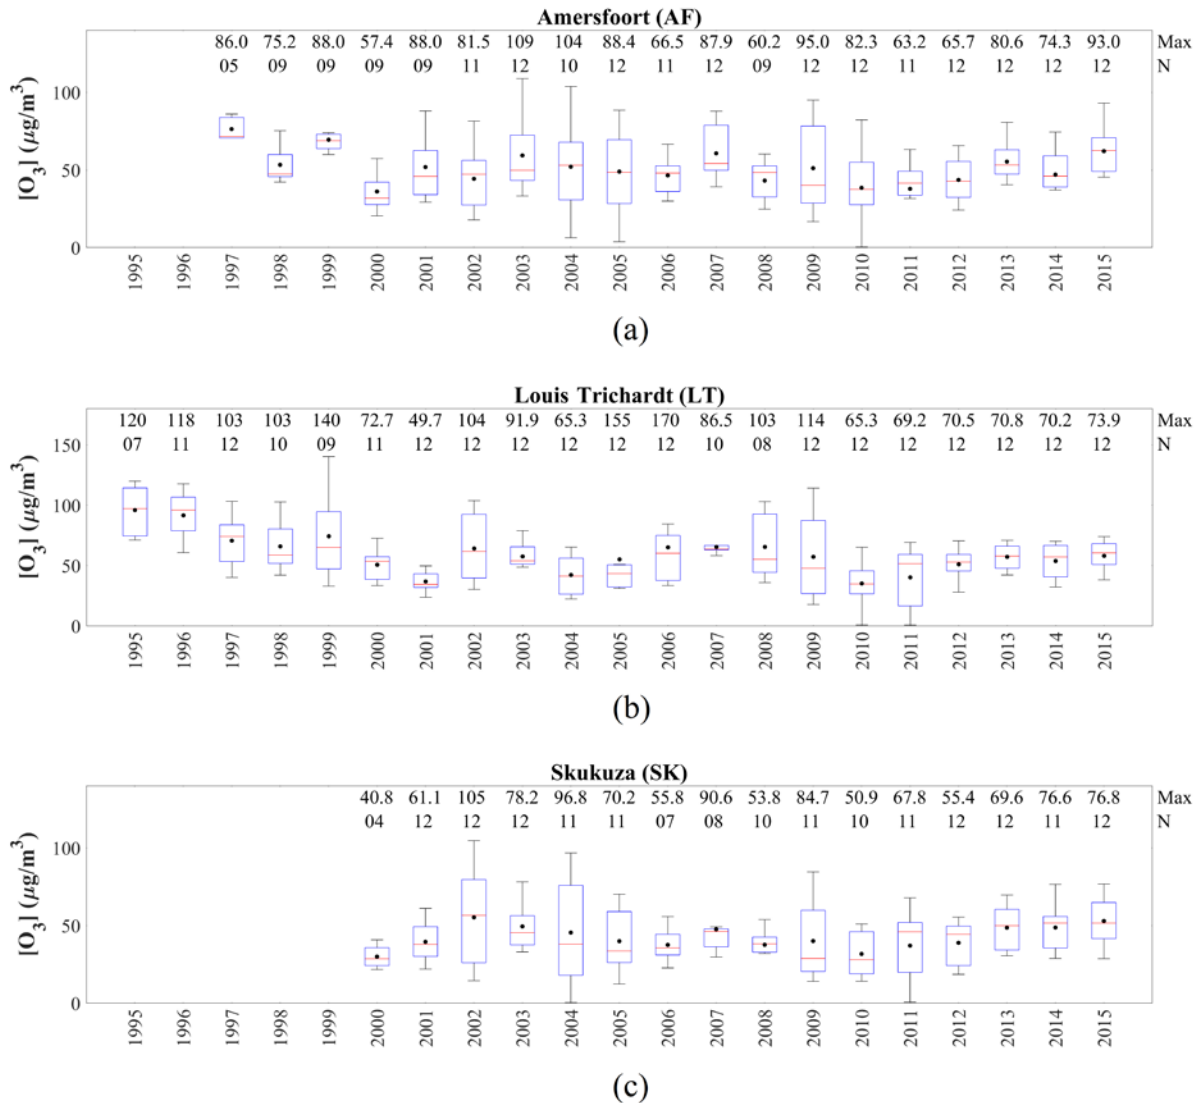 Amersfoort (AF)
86.0 75.2 88.0 57.4 88.0 81.5 109 104 88.4 66.5 87.9 60.2 95.0 82.3 63.2 65.7 80.6 74.3 93.0 Max
05 09 09 09 09 11 12 10 12 11 12 09 12 12 11 12 12 12 12 N
100
50
0
[O3] (µg/m³)
1995 1996 1997 1998 1999 2000 2001 2002 2003 2004 2005 2006 2007 2008 2009 2010 2011 2012 2013 2014 2015
(a)
Louis Trichardt (LT)
120 118 103 103 140 72.7 49.7 104 91.9 65.3 155 170 86.5 103 114 65.3 69.2 70.5 70.8 70.2 73.9 Max
07 11 12 10 09 11 12 12 12 12 12 12 10 08 12 12 12 12 12 12 12 N
150
100
50
0
[O3] (µg/m³)
1995 1996 1997 1998 1999 2000 2001 2002 2003 2004 2005 2006 2007 2008 2009 2010 2011 2012 2013 2014 2015
(b)
Skukuza (SK)
40.8 61.1 105 78.2 96.8 70.2 55.8 90.6 53.8 84.7 50.9 67.8 55.4 69.6 76.6 76.8 Max
04 12 12 12 11 11 07 08 10 11 10 11 12 12 11 12 N
100
50
0
[O3] (µg/m³)
1995 1996 1997 1998 1999 2000 2001 2002 2003 2004 2005 2006 2007 2008 2009 2010 2011 2012 2013 2014 2015
(c)